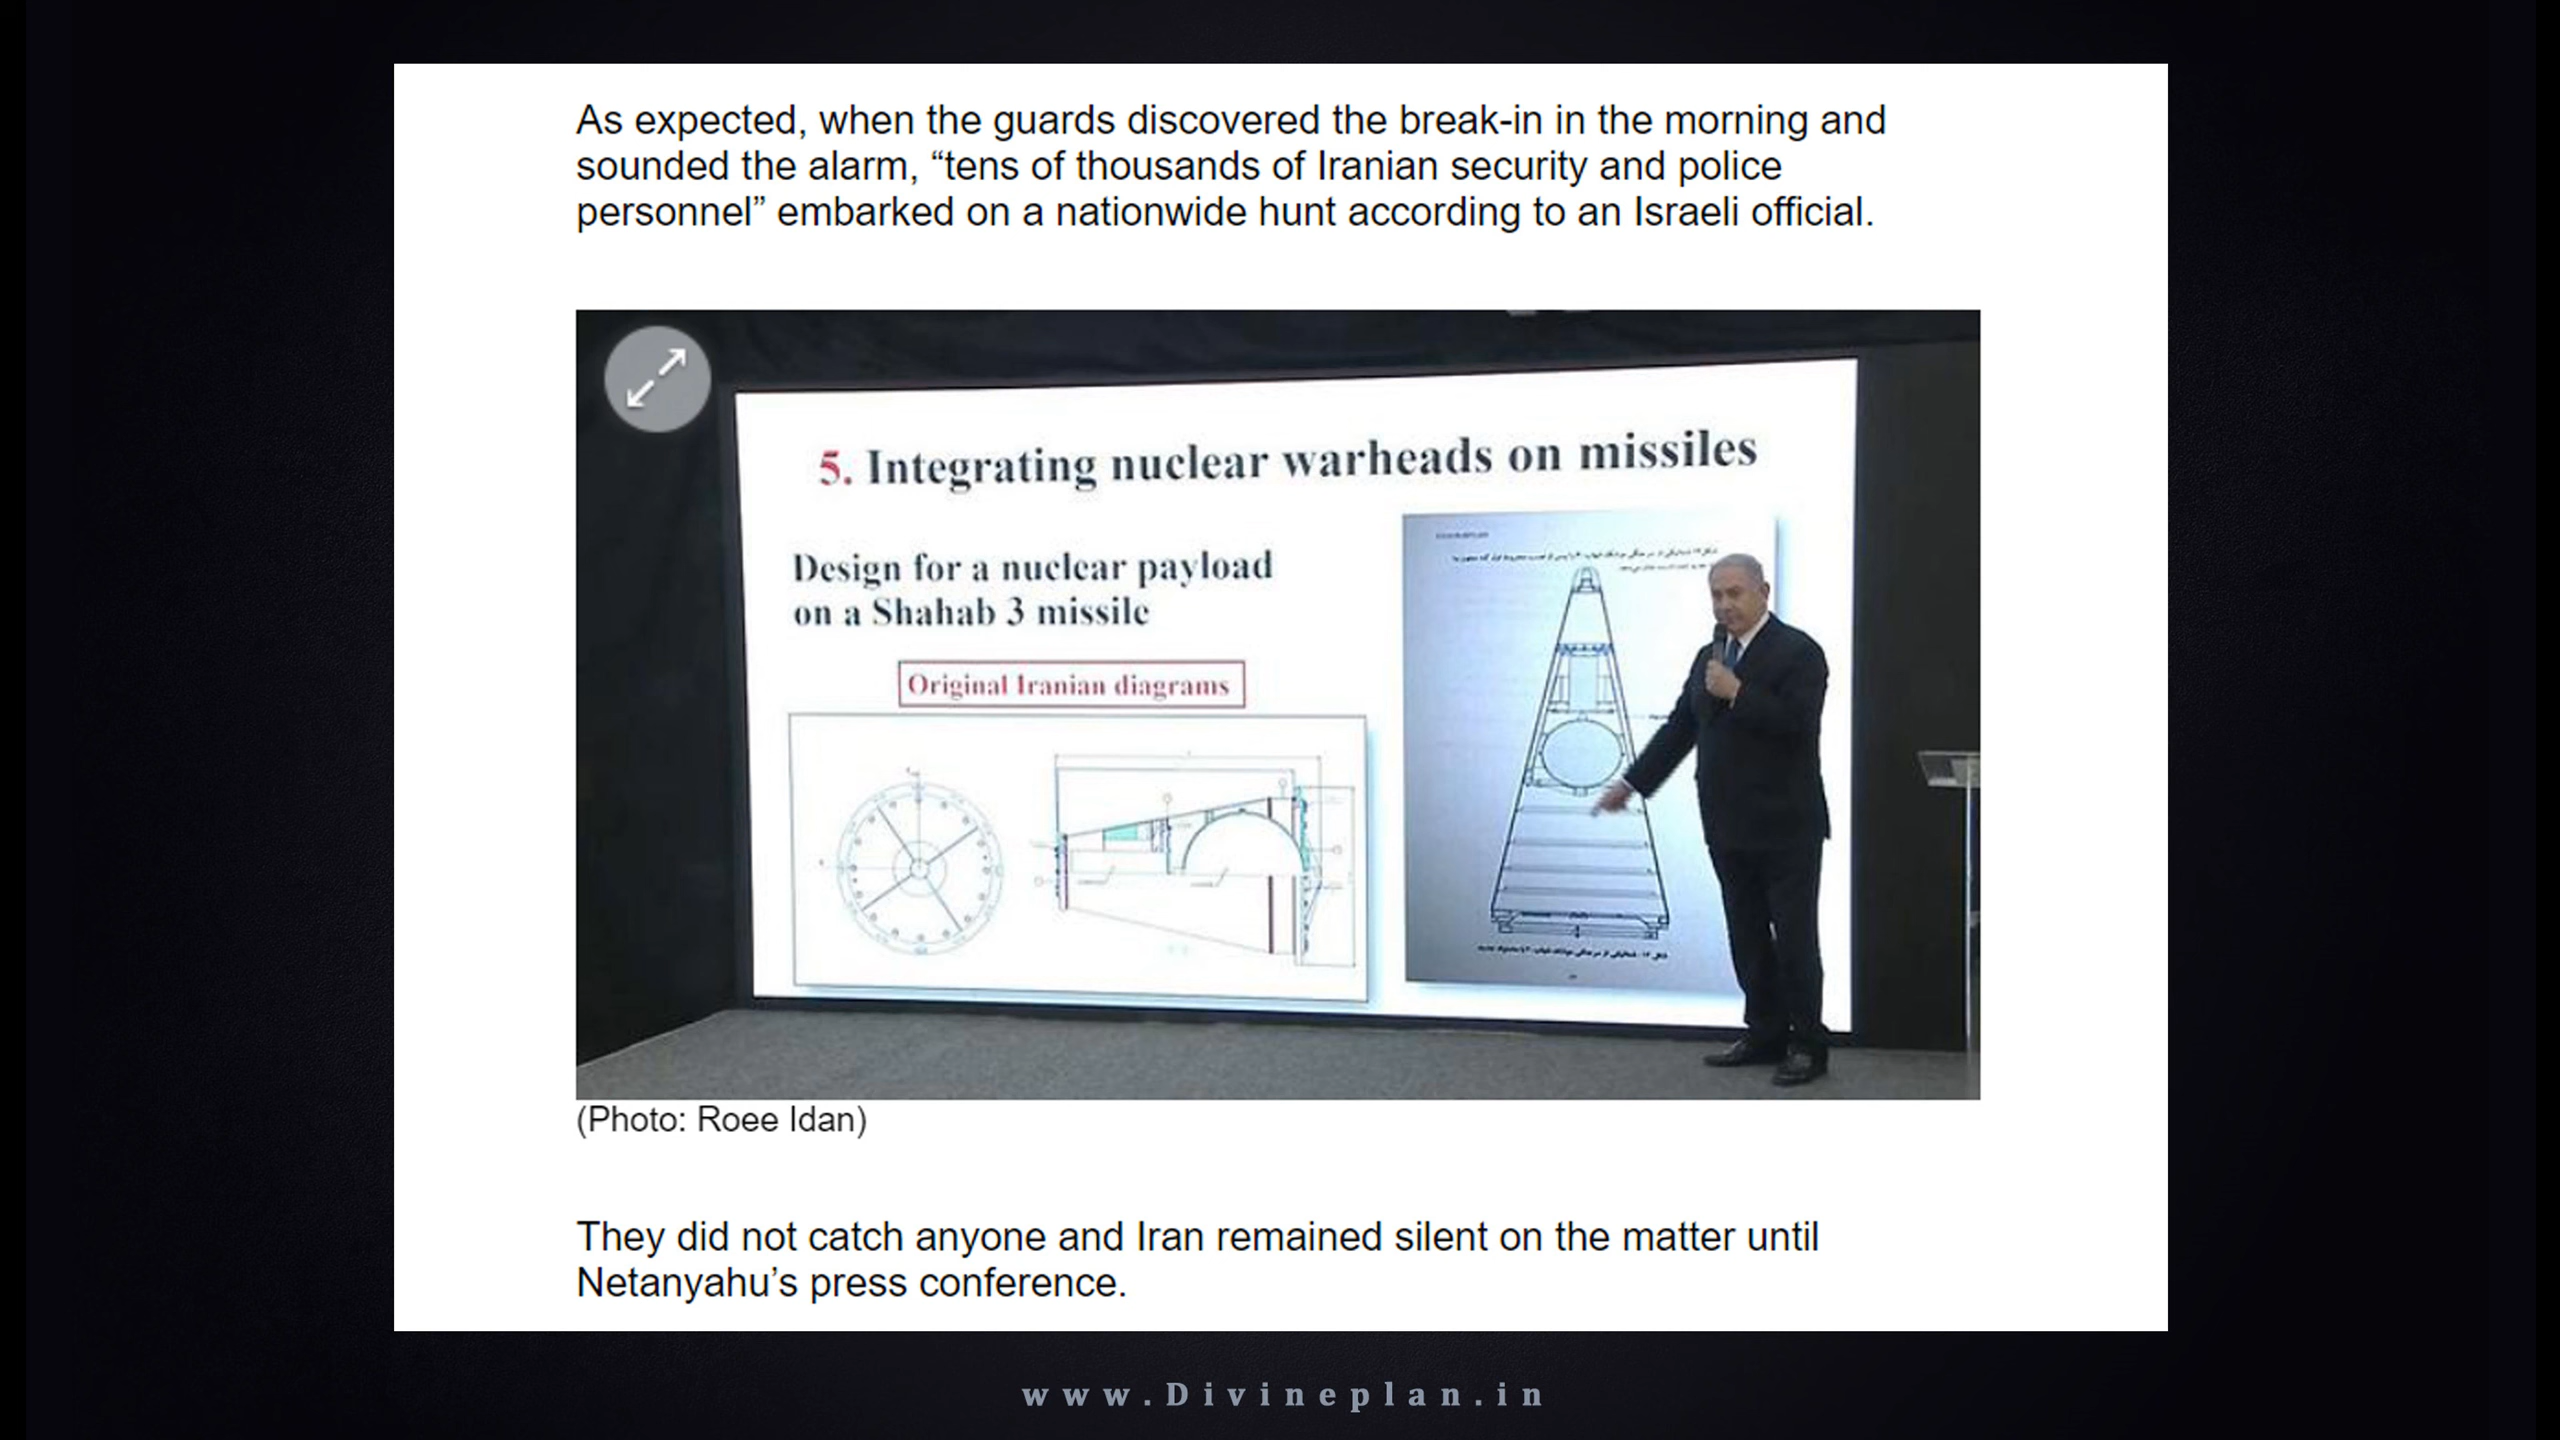 As expected, when the guards discovered the break-in in the morning and
sounded the alarm, “tens of thousands of Iranian security and police
personnel” embarked on a nationwide hunt according to an Israeli official.
5. Integrating nuclear warheads on missiles
Design for a nuclear payload
on a Shahab 3 missile
Original Iranian diagrams
(Photo: Roee Idan)
They did not catch anyone and Iran remained silent on the matter until
Netanyahu’s press conference.
www.Divineplan.in